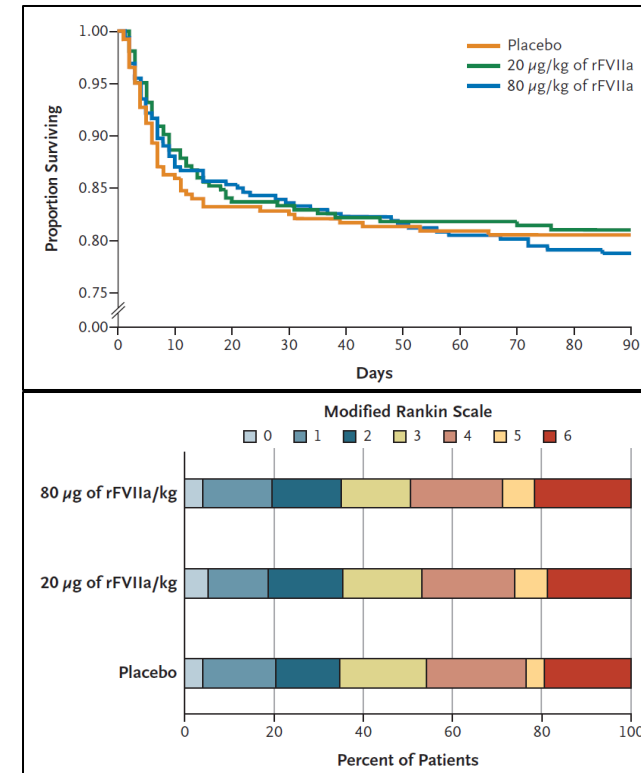 1.00
0.95
0.90
0.85
0.80
0.75
0.00
Proportion Surviving
Placebo
20 µg/kg of rFVIIa
80 µg/kg of rFVIIa
0 10 20 30 40 50 60 70 80 90
Days
Modified Rankin Scale
0 1 2 3 4 5 6
80 µg of rFVIIa/kg
20 µg of rFVIIa/kg
Placebo
0 20 40 60 80 100
Percent of Patients